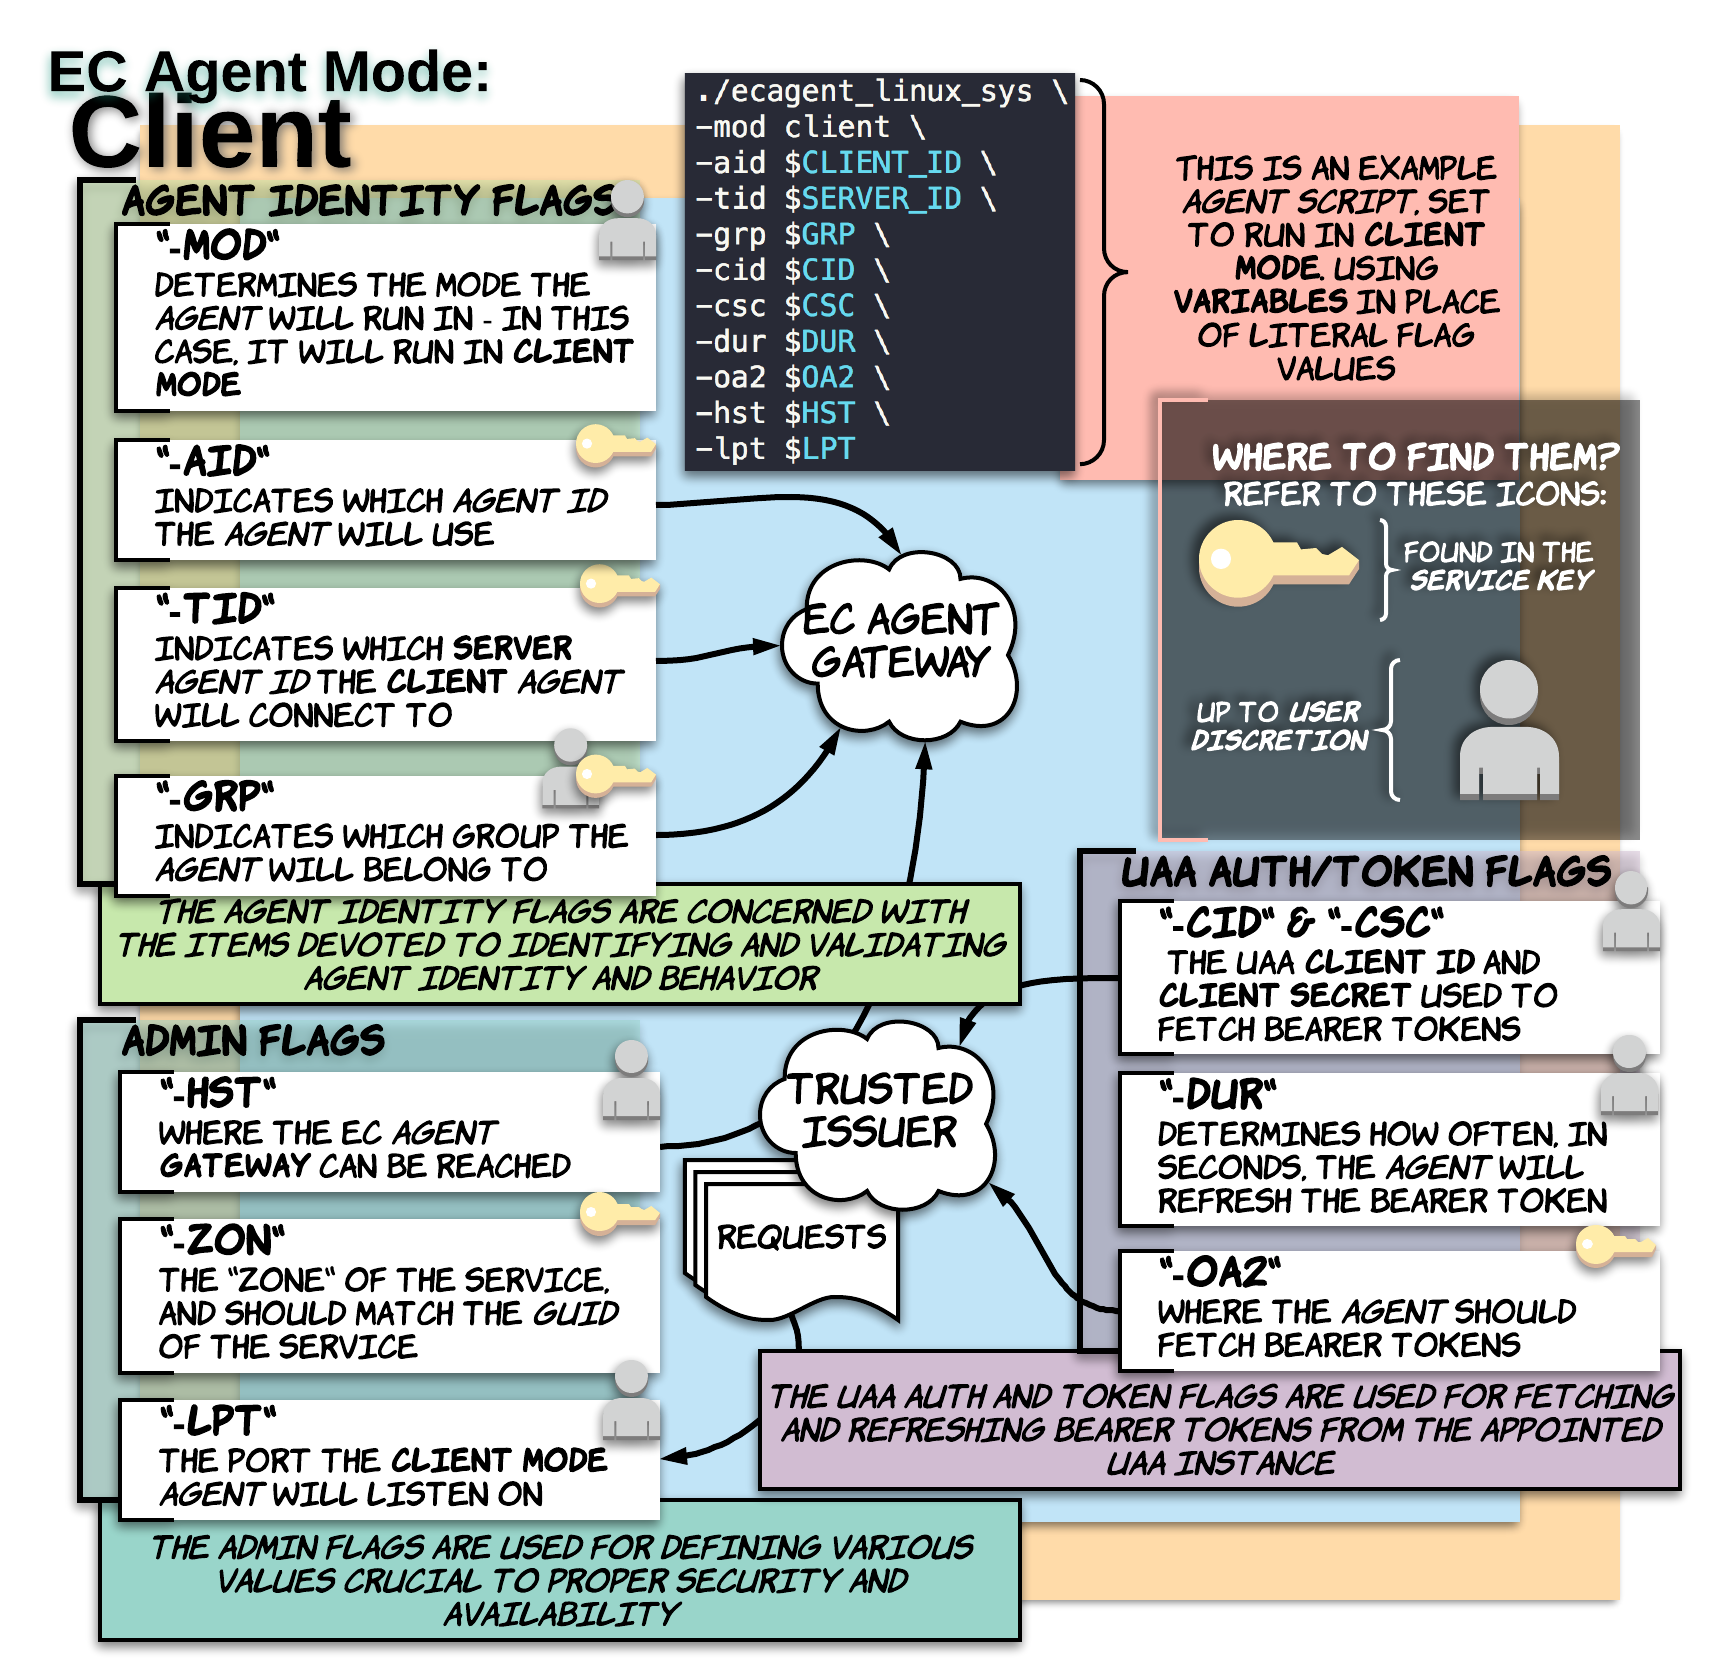 EC Agent Mode:
Client
./ecagent_linux_sys \
-mod client \
-aid $CLIENT_ID \
-tid $SERVER_ID \
-grp $GRP \
-cid $CID \
-csc $CSC \
-dur $DUR \
-oa2 $OA2 \
-hst $HST \
-lpt $LPT
THIS IS AN EXAMPLE
AGENT SCRIPT, SET
TO RUN IN CLIENT
MODE. USING
VARIABLES IN PLACE
OF LITERAL FLAG
VALUES
AGENT IDENTITY FLAGS
"-MOD"
DETERMINES THE MODE THE
AGENT WILL RUN IN - IN THIS
CASE, IT WILL RUN IN CLIENT
MODE
"-AID"
INDICATES WHICH AGENT ID
THE AGENT WILL USE
"-TID"
INDICATES WHICH SERVER
AGENT ID THE CLIENT AGENT
WILL CONNECT TO
"-GRP"
INDICATES WHICH GROUP THE
AGENT WILL BELONG TO
THE AGENT IDENTITY FLAGS ARE CONCERNED WITH
THE ITEMS DEVOTED TO IDENTIFYING AND VALIDATING
AGENT IDENTITY AND BEHAVIOR
EC AGENT
GATEWAY
WHERE TO FIND THEM?
REFER TO THESE ICONS:
FOUND IN THE
SERVICE KEY
UP TO USER
DISCRETION
UAA AUTH/TOKEN FLAGS
"-CID" & "-CSC"
THE UAA CLIENT ID AND
CLIENT SECRET USED TO
FETCH BEARER TOKENS
"-DUR"
DETERMINES HOW OFTEN, IN
SECONDS, THE AGENT WILL
REFRESH THE BEARER TOKEN
"-OA2"
WHERE THE AGENT SHOULD
FETCH BEARER TOKENS
THE UAA AUTH AND TOKEN FLAGS ARE USED FOR FETCHING
AND REFRESHING BEARER TOKENS FROM THE APPOINTED
UAA INSTANCE
TRUSTED
ISSUER
REQUESTS
ADMIN FLAGS
"-HST"
WHERE THE EC AGENT
GATEWAY CAN BE REACHED
"-ZON"
THE "ZONE" OF THE SERVICE,
AND SHOULD MATCH THE GUID
OF THE SERVICE
"-LPT"
THE PORT THE CLIENT MODE
AGENT WILL LISTEN ON
THE ADMIN FLAGS ARE USED FOR DEFINING VARIOUS
VALUES CRUCIAL TO PROPER SECURITY AND
AVAILABILITY